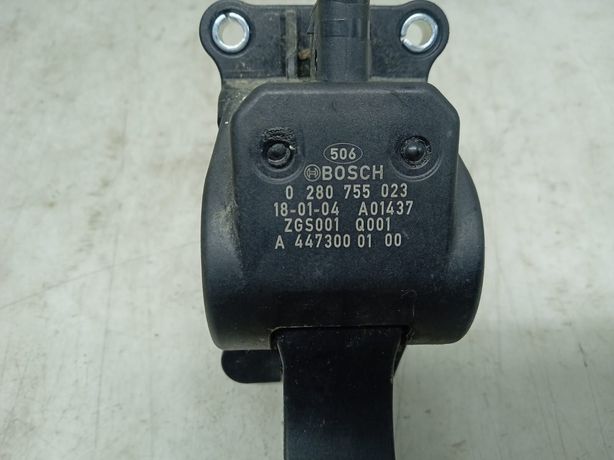 506
BOSCH
0 280 755 023
18-01-04 A01437
ZGS001 Q001
A 447300 01 00